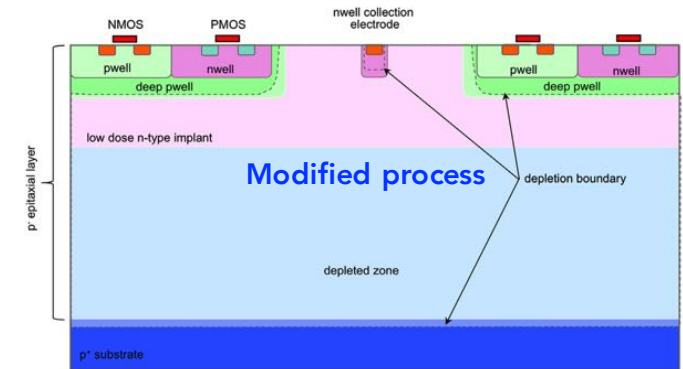 nwell collection
electrode
NMOS
PMOS
pwell
nwell
pwell
nwell
deep pwell
deep pwell
low dose n-type implant
Modified process
depletion boundary
p⁻ epitaxial layer
depleted zone
p⁺ substrate